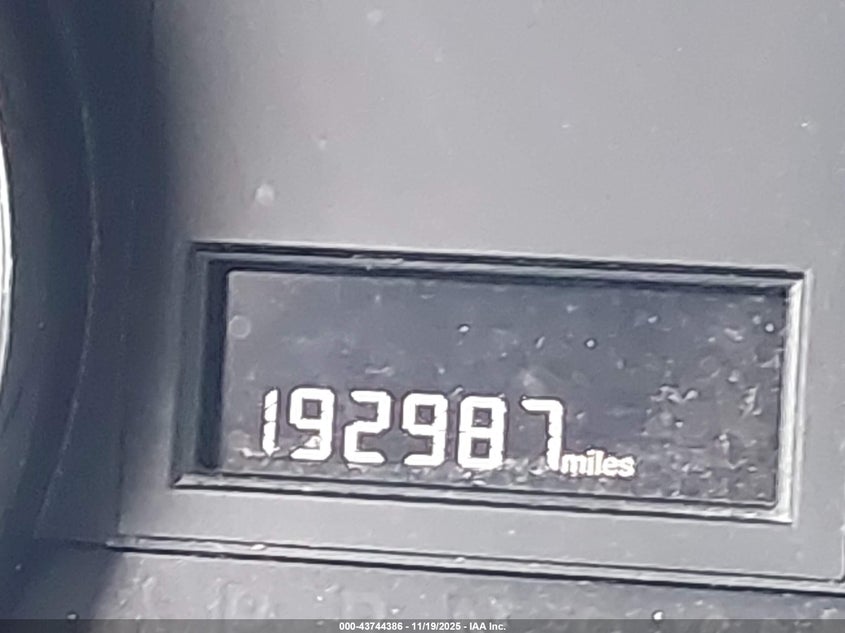 192987 miles
000-43744386 - 11/19/2025 - IAA Inc.